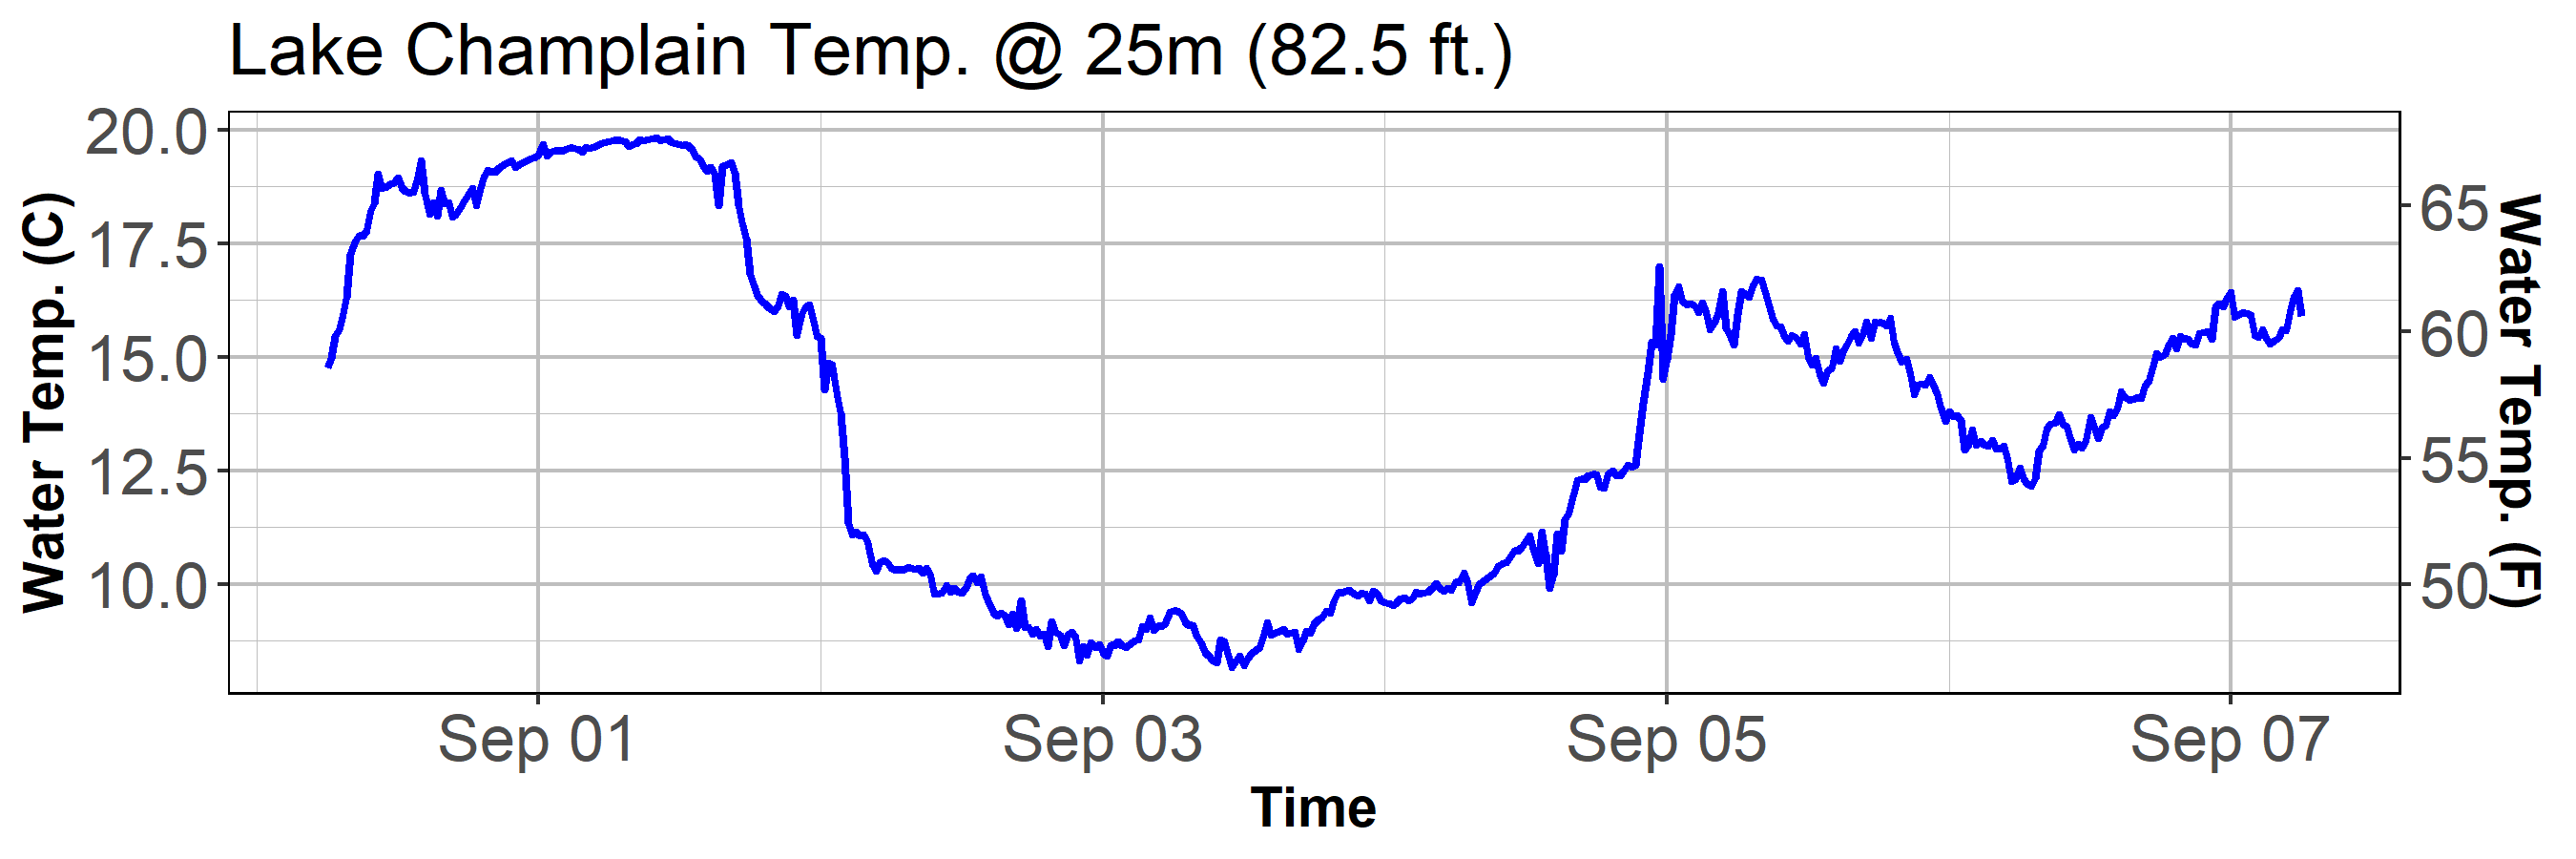 Lake Champlain Temp. @ 25m (82.5 ft.)
Water Temp. (C)
20.0
17.5
15.0
12.5
10.0
65
60
55
50
Water Temp. (F)
Sep 01 Sep 03 Sep 05 Sep 07
Time